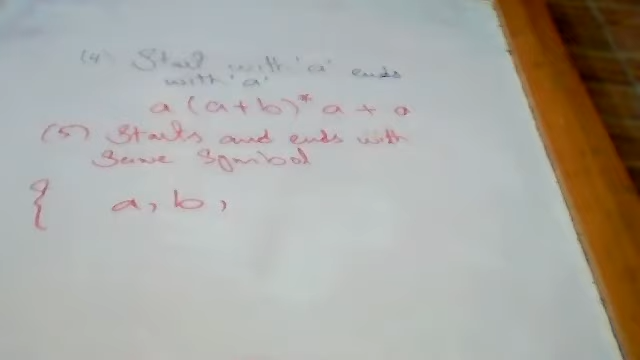 (4) Start with 'a' ends
with 'a'
a (a+b)* a + a
(5) Starts and ends with
Same Symbol
{ a, b,